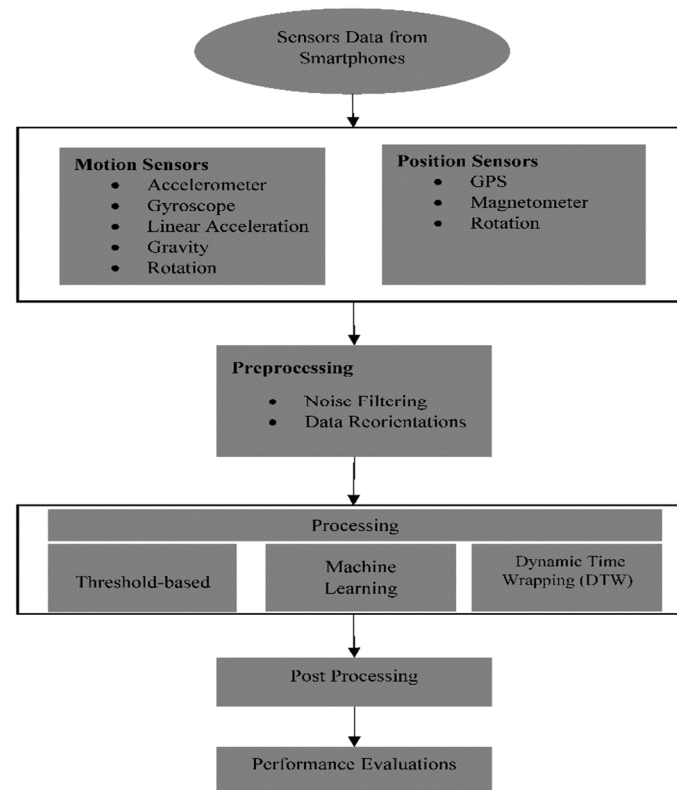 Sensors Data from
Smartphones
Motion Sensors
• Accelerometer
• Gyroscope
• Linear Acceleration
• Gravity
• Rotation
Position Sensors
• GPS
• Magnetometer
• Rotation
Preprocessing
• Noise Filtering
• Data Reorientations
Processing
Threshold-based
Machine
Learning
Dynamic Time
Wrapping (DTW)
Post Processing
Performance Evaluations